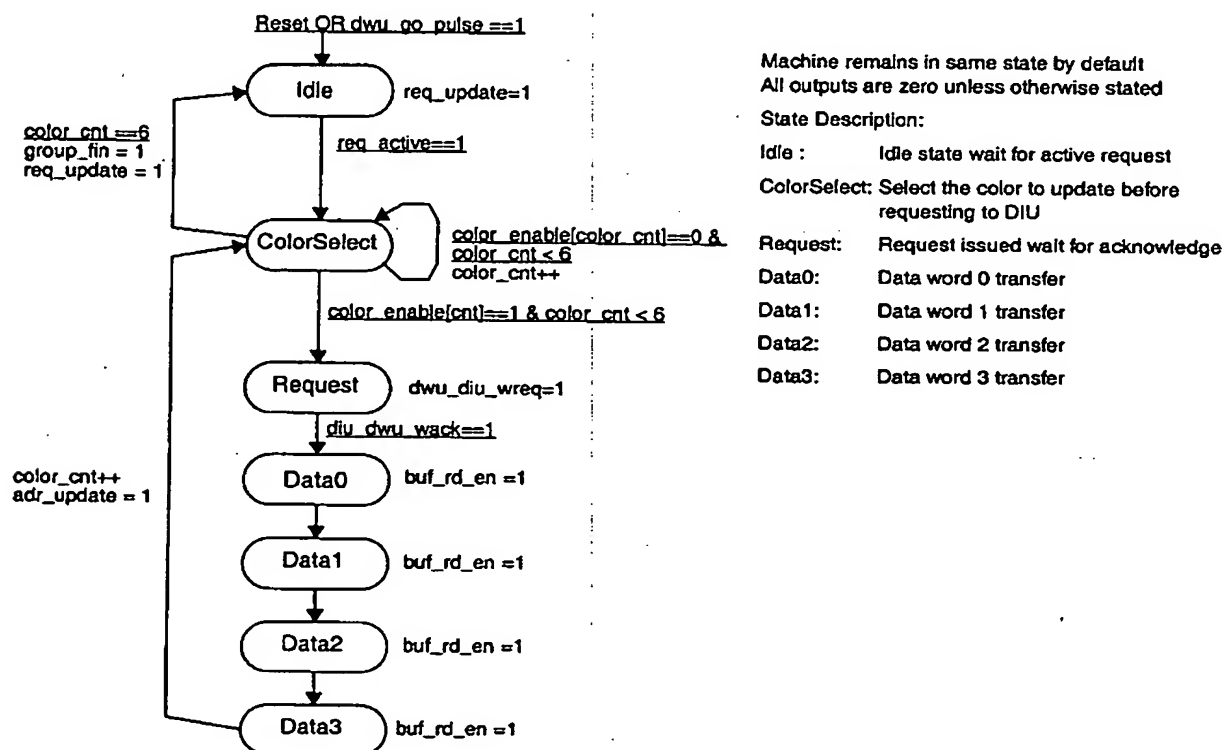 Reset OR dwu_go_pulse ==1
Idle
req_update=1
color_cnt ==6
group_fin = 1
req_update = 1
req_active==1
ColorSelect
color_enable[color_cnt]==0 &
color_cnt < 6
color_cnt++
color_enable[cnt]==1 & color_cnt < 6
Request
dwu_diu_wreq=1
diu_dwu_wack==1
color_cnt++
adr_update = 1
Data0
buf_rd_en =1
Data1
buf_rd_en =1
Data2
buf_rd_en =1
Data3
buf_rd_en =1
Machine remains in same state by default
All outputs are zero unless otherwise stated
State Description:
Idle : Idle state wait for active request
ColorSelect: Select the color to update before
requesting to DIU
Request: Request issued wait for acknowledge
Data0: Data word 0 transfer
Data1: Data word 1 transfer
Data2: Data word 2 transfer
Data3: Data word 3 transfer